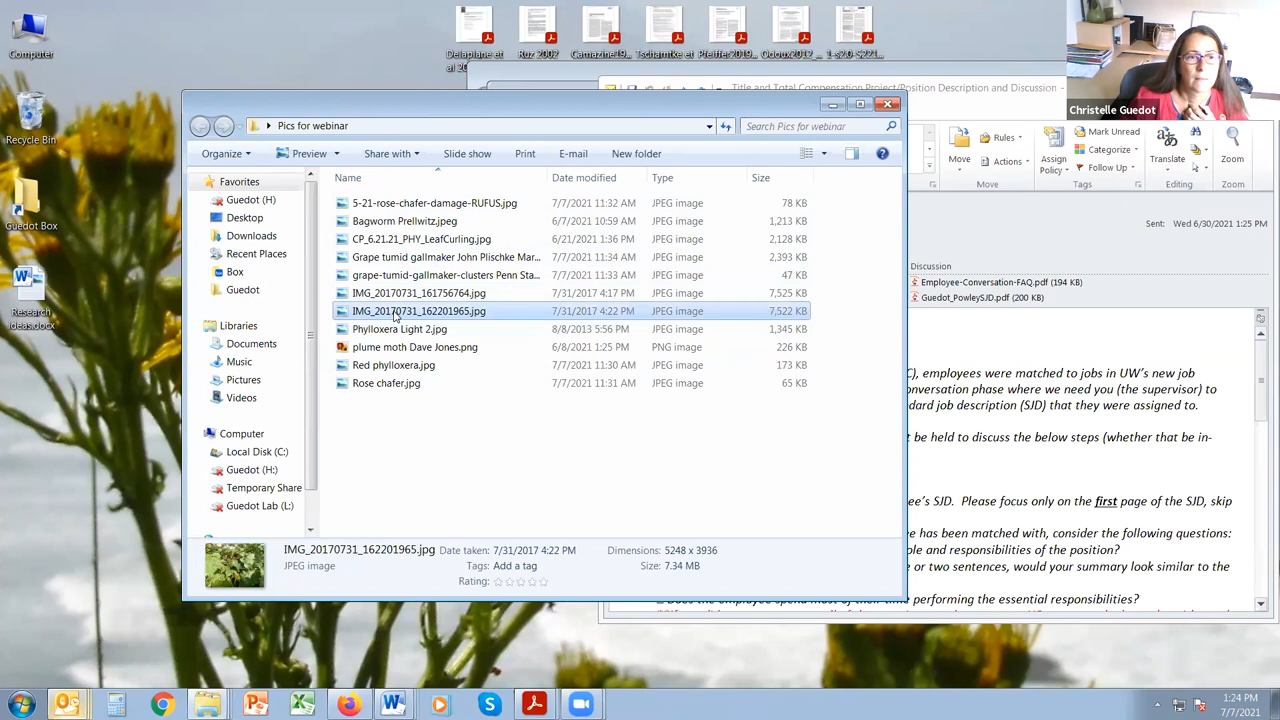 Computer
Recycle Bin
Guedot Box
Research
Ideas.docx
et al 20
Ruz 2002
Camazine19...
Tscharntke...
Pfeiffer2019...
Odoux2012_...
1-s2.0-S221...
Title and Total Compensation Project/Position Description and Discussion -
Christelle Guedot
Pics for webinar
Search Pics for webinar
Organize
Preview
Share with
Slide show
Print
E-mail
New folder
Favorites
Guedot (H)
Desktop
Downloads
Recent Places
Box
Guedot
Libraries
Documents
Music
Pictures
Videos
Computer
Local Disk (C:)
Guedot (H:)
Temporary Share
Guedot Lab (L:)
Name Date modified Type Size
5-21-rose-chafer-damage-RUFUS.jpg 7/7/2021 11:32 AM JPEG image 78 KB
Bagworm Prellwitz.jpeg 7/7/2021 10:59 AM JPEG image 1,213 KB
CP_6.21.21_PHY_LeafCurling.jpg 6/21/2021 1:36 PM JPEG image 2,128 KB
Grape tumid gallmaker John Plischke Mar... 7/7/2021 11:34 AM JPEG image 2,393 KB
grape-tumid-gallmaker-clusters Penn Sta... 7/7/2021 11:33 AM JPEG image 47 KB
IMG_20170731_161756764.jpg 7/31/2017 4:17 PM JPEG image 7,525 KB
IMG_20170731_162201965.jpg 7/31/2017 4:22 PM JPEG image 7,522 KB
Phylloxera Light 2.jpg 8/8/2013 5:56 PM JPEG image 1,345 KB
plume moth Dave Jones.png 6/8/2021 1:25 PM PNG image 226 KB
Red phylloxera.jpg 7/7/2021 11:30 AM JPEG image 173 KB
Rose chafer.jpg 7/7/2021 11:31 AM JPEG image 65 KB
IMG_20170731_162201965.jpg Date taken: 7/31/2017 4:22 PM Dimensions: 5248 x 3936
JPEG image Tags: Add a tag Size: 7.34 MB
Rating:
Move
Rules
Actions
Move
Assign
Policy
Mark Unread
Categorize
Follow Up
Tags
Translate
Editing
Zoom
Zoom
Sent: Wed 6/30/2021 1:25 PM
Discussion
Employee-Conversation-FAQ.pdf (194 KB)
Guedot_PowleySJD.pdf (200 KB)
C), employees were matched to jobs in UW's new job
onversation phase where we need you (the supervisor) to
dard job description (SJD) that they were assigned to.
t be held to discuss the below steps (whether that be in-
ee's SJD. Please focus only on the first page of the SJD, skip
e has been matched with, consider the following questions:
ole and responsibilities of the position?
e or two sentences, would your summary look similar to the
performing the essential responsibilities?
1:24 PM
7/7/2021